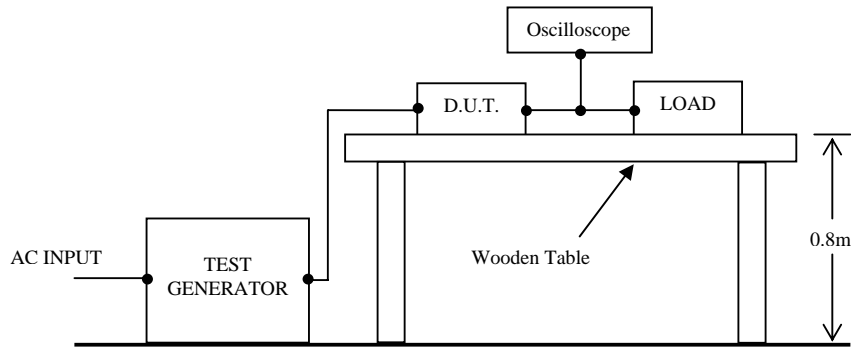 Oscilloscope
D.U.T.
LOAD
0.8m
AC INPUT
TEST
GENERATOR
Wooden Table